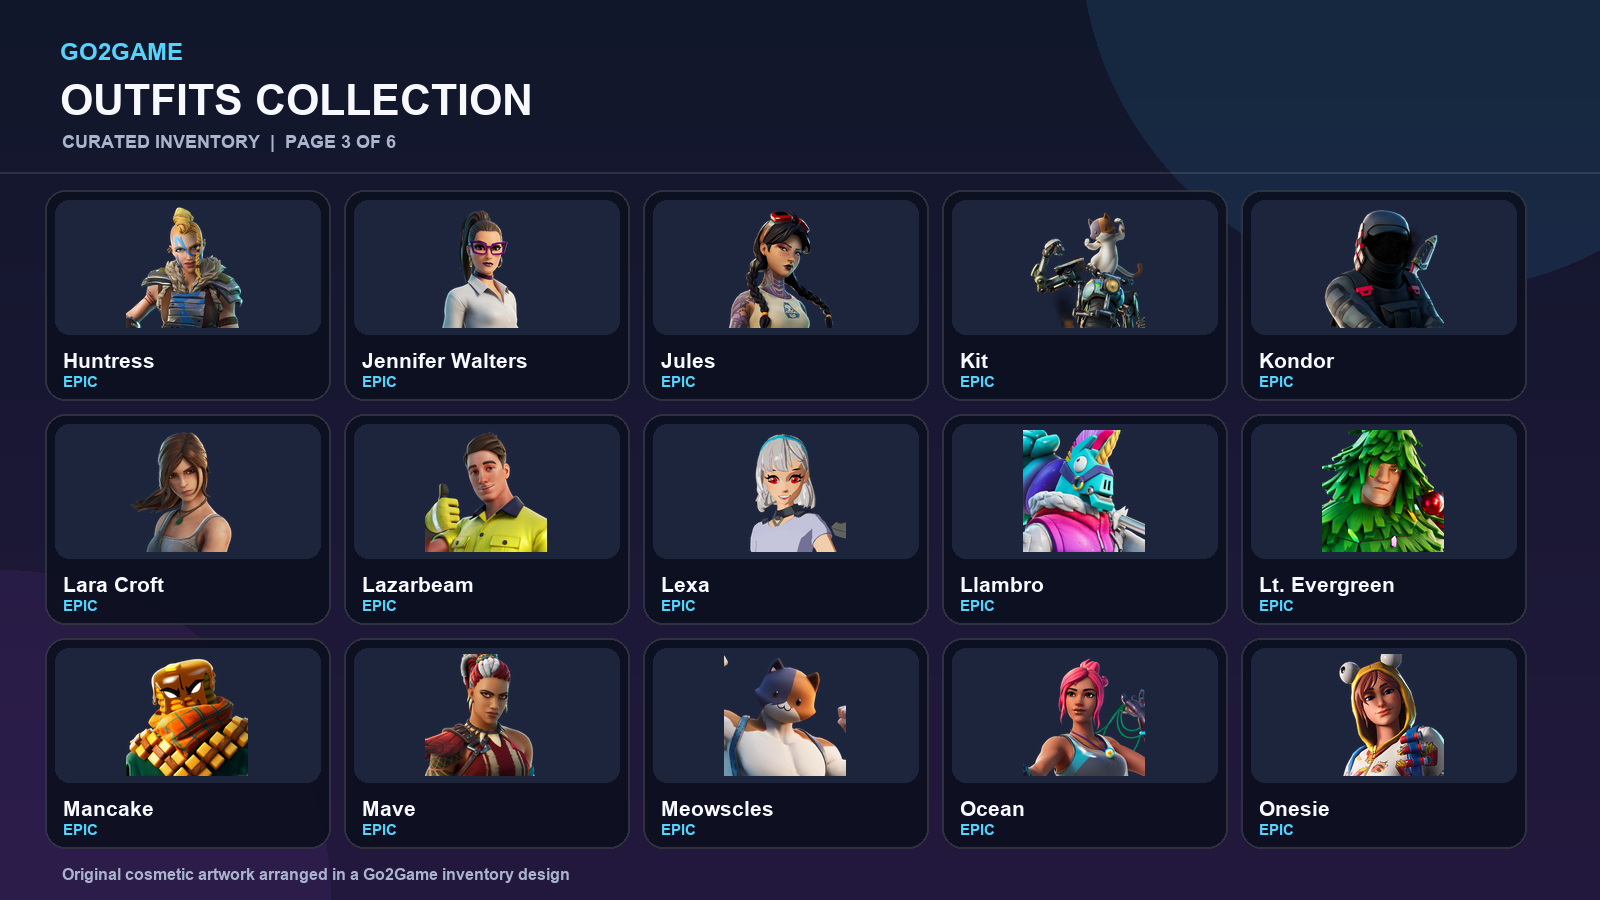 GO2GAME
OUTFITS COLLECTION
CURATED INVENTORY | PAGE 3 OF 6
Huntress
EPIC
Jennifer Walters
EPIC
Jules
EPIC
Kit
EPIC
Kondor
EPIC
Lara Croft
EPIC
Lazarbeam
EPIC
Lexa
EPIC
Llambro
EPIC
Lt. Evergreen
EPIC
Mancake
EPIC
Mave
EPIC
Meowscles
EPIC
Ocean
EPIC
Onesie
EPIC
Original cosmetic artwork arranged in a Go2Game inventory design